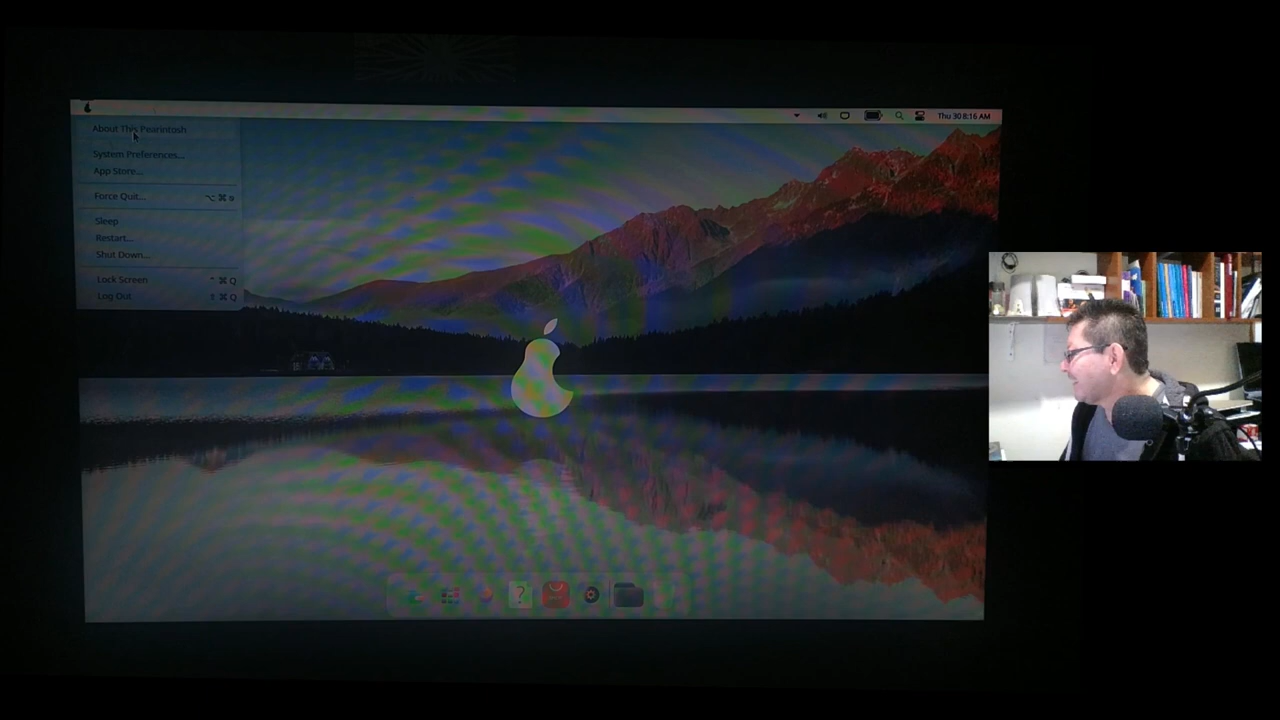 Thu 30 8:16 AM
About This Pearintosh
System Preferences...
App Store...
Force Quit...
Sleep
Restart...
Shut Down...
Lock Screen ⌃ ⌘ Q
Log Out ⇧ ⌘ Q
?